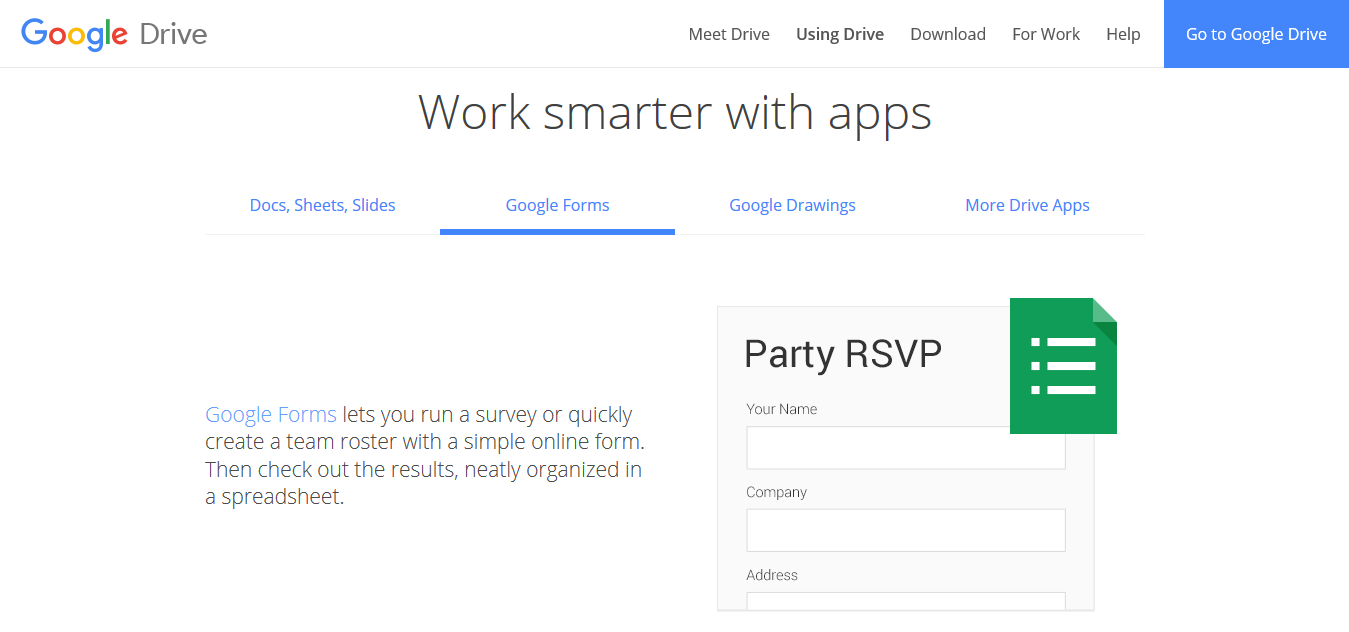 Google Drive
Meet Drive
Using Drive
Download
For Work
Help
Go to Google Drive
Work smarter with apps
Docs, Sheets, Slides
Google Forms
Google Drawings
More Drive Apps
Google Forms lets you run a survey or quickly
create a team roster with a simple online form.
Then check out the results, neatly organized in
a spreadsheet.
Party RSVP
Your Name
Company
Address